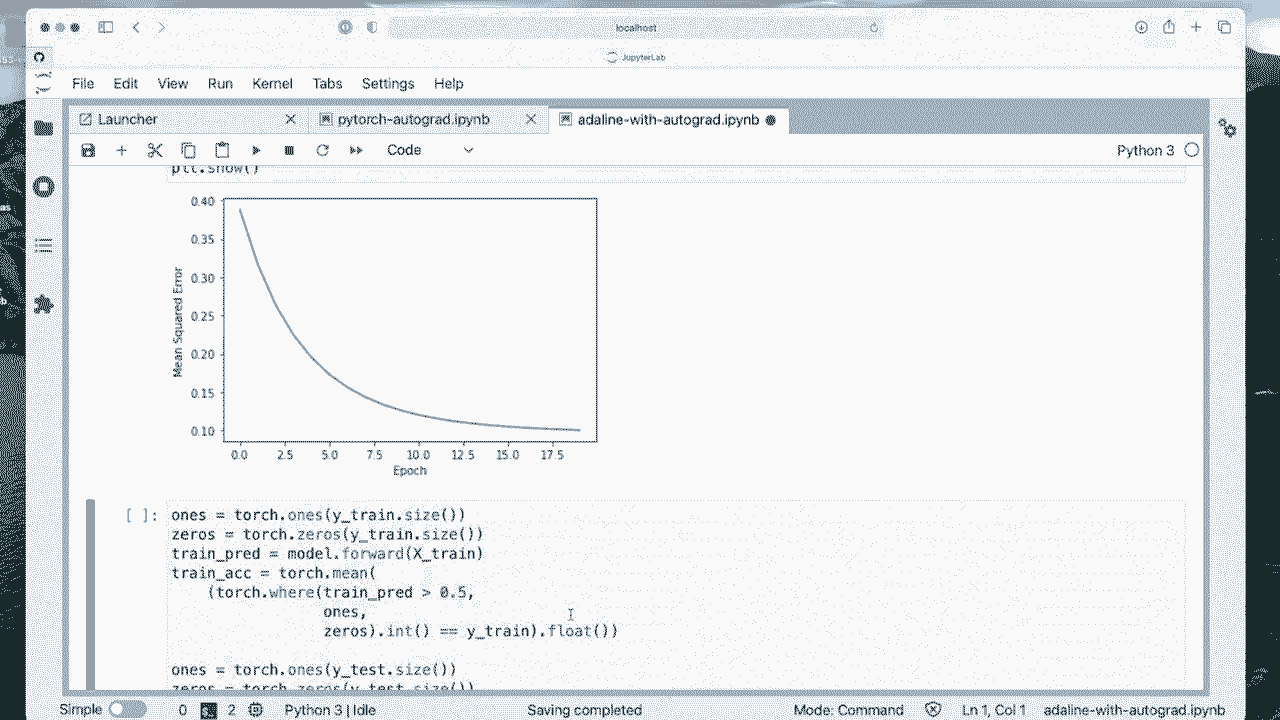 localhost
JupyterLab
File Edit View Run Kernel Tabs Settings Help
Launcher pytorch-autograd.ipynb adaline-with-autograd.ipynb
Code Python 3
plt.show()
0.40
0.35
0.30
0.25
0.20
0.15
0.10
Mean Squared Error
0.0 2.5 5.0 7.5 10.0 12.5 15.0 17.5
Epoch
[ ]: ones = torch.ones(y_train.size())
zeros = torch.zeros(y_train.size())
train_pred = model.forward(X_train)
train_acc = torch.mean(
(torch.where(train_pred > 0.5,
ones,
zeros).int() == y_train).float())
ones = torch.ones(y_test.size())
zeros = torch.zeros(y_test.size())
Simple 0 2 Python 3 | Idle Saving completed Mode: Command Ln 1, Col 1 adaline-with-autograd.ipynb